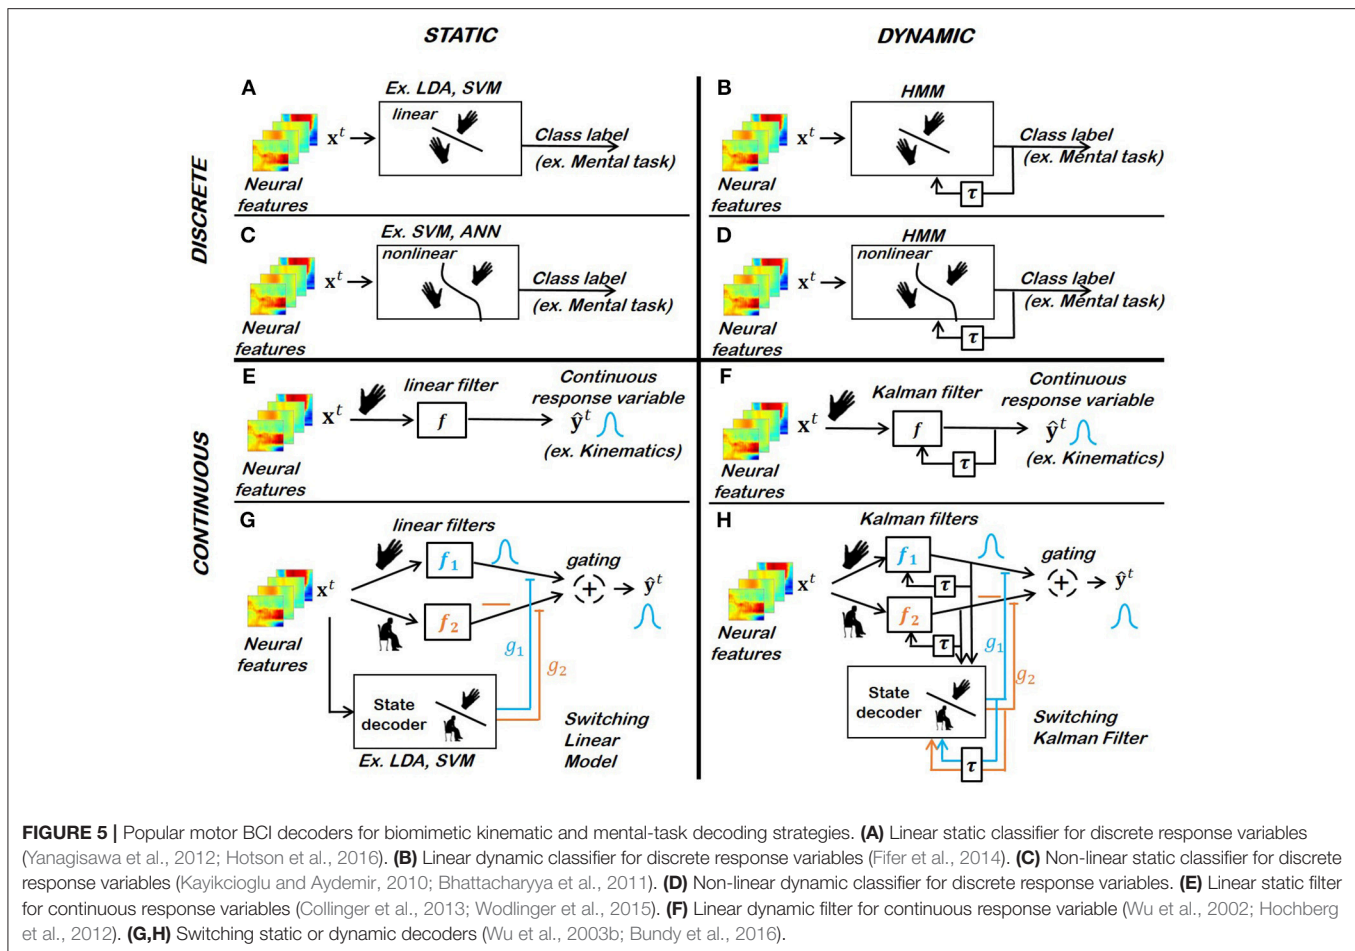 STATIC
DYNAMIC
DISCRETE
CONTINUOUS
A
Ex. LDA, SVM
linear
x^t
Class label
(ex. Mental task)
Neural
features
B
HMM
x^t
Class label
(ex. Mental task)
τ
Neural
features
C
Ex. SVM, ANN
nonlinear
x^t
Class label
(ex. Mental task)
Neural
features
D
HMM
nonlinear
x^t
Class label
(ex. Mental task)
τ
Neural
features
E
linear filter
Continuous
response variable
x^t
f
ŷ^t
(ex. Kinematics)
Neural
features
F
Kalman filter
Continuous
response variable
x^t
f
τ
ŷ^t
(ex. Kinematics)
Neural
features
G
linear filters
f1
gating
x^t
+
ŷ^t
f2
Neural
features
g1
g2
State
decoder
Switching
Linear
Model
Ex. LDA, SVM
H
Kalman filters
f1
gating
x^t
τ
+
ŷ^t
f2
Neural
features
τ
g1
g2
State
decoder
Switching
Kalman Filter
τ
FIGURE 5 | Popular motor BCI decoders for biomimetic kinematic and mental-task decoding strategies. (A) Linear static classifier for discrete response variables
(Yanagisawa et al., 2012; Hotson et al., 2016). (B) Linear dynamic classifier for discrete response variables (Fifer et al., 2014). (C) Non-linear static classifier for discrete
response variables (Kayikcioglu and Aydemir, 2010; Bhattacharyya et al., 2011). (D) Non-linear dynamic classifier for discrete response variables. (E) Linear static filter
for continuous response variables (Collinger et al., 2013; Wodlinger et al., 2015). (F) Linear dynamic filter for continuous response variable (Wu et al., 2002; Hochberg
et al., 2012). (G,H) Switching static or dynamic decoders (Wu et al., 2003b; Bundy et al., 2016).